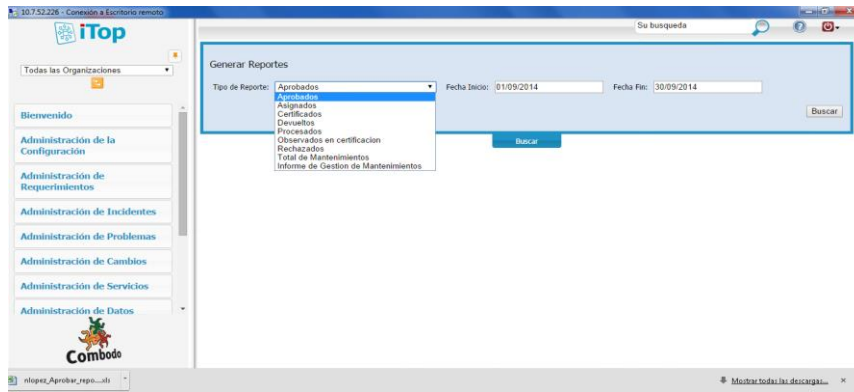 10.7.52.226 - Conexión a Escritorio remoto
iTop
Su busqueda
Todas las Organizaciones
Bienvenido
Administración de la
Configuración
Administración de
Requerimientos
Administración de Incidentes
Administración de Problemas
Administración de Cambios
Administración de Servicios
Administración de Datos
Combodo
Generar Reportes
Tipo de Reporte: Aprobados Fecha Inicio: 01/09/2014 Fecha Fin: 30/09/2014
Aprobados
Asignados
Certificados
Devueltos
Procesados
Observados en certificacion
Rechazados
Total de Mantenimientos
Informe de Gestion de Mantenimientos
Buscar
Buscar
nlopez_Aprobar_repo....xls
Mostrar todas las descargas...